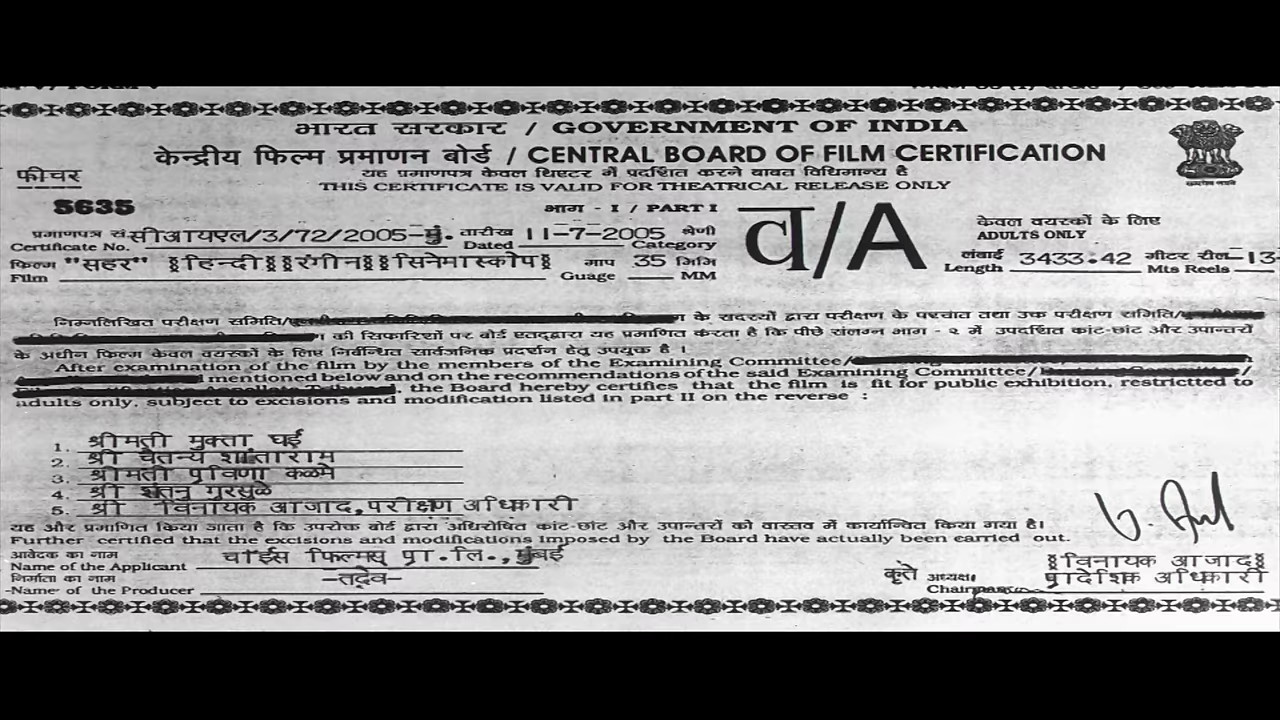 भारत सरकार / GOVERNMENT OF INDIA
केन्द्रीय फिल्म प्रमाणन बोर्ड / CENTRAL BOARD OF FILM CERTIFICATION
फीचर
यह प्रमाणपत्र केवल थिएटर में प्रदर्शित करने बाबत विधिमान्य है
THIS CERTIFICATE IS VALID FOR THEATRICAL RELEASE ONLY
5635
भाग - I / PART I
व/A
केवल वयस्कों के लिए
ADULTS ONLY
प्रमाणपत्र सं सीआयएल/3/72/2005-मुं. तारीख 11-7-2005 श्रेणी
Certificate No. Dated Category
फिल्म "सहर" §हिन्दी§§रंगीन§§सिनेमास्कोप§ माप 35 मिमि
Film Guage MM
लंबाई 3433.42 मीटर रील -13-
Length Mts Reels
निम्नलिखित परीक्षण समिति/ के सदस्यों द्वारा परीक्षण के पश्चात तथा उक्त परीक्षण समिति/
की सिफारिशों पर बोर्ड एतद्द्वारा यह प्रमाणित करता है कि पीछे संलग्न भाग - २ में उपदर्शित कांट-छांट और उपान्तरों
के अधीन फिल्म केवल वयस्कों के लिए निर्बन्धित सार्वजनिक प्रदर्शन हेतु उपयुक्त है ।
After examination of the film by the members of the Examining Committee/
mentioned below and on the recommendations of the said Examining Committee/
the Board hereby certifies that the film is fit for public exhibition, restrictted to
adults only, subject to excisions and modification listed in part II on the reverse :
1. श्रीमती मुक्ता घई
2. श्री चैतन्य शांताराम
3. श्रीमती प्रविणा कळमे
4. श्री शंतनु गुरसुळे
5. श्री विनायक आजाद, परीक्षण अधिकारी
यह और प्रमाणित किया जाता है कि उपरोक्त बोर्ड द्वारा अधिरोपित कांट-छांट और उपान्तरों को वास्तव में कार्यान्वित किया गया है।
Further certified that the excisions and modifications imposed by the Board have actually been carried out.
आवेदक का नाम चॉईस फिल्मस् प्रा.लि., मुंबई
Name of the Applicant
निर्माता का नाम -तदैव-
Name of the Producer
§विनायक आजाद§
कृते अध्यक्ष प्रादेशिक अधिकारी
Chairman